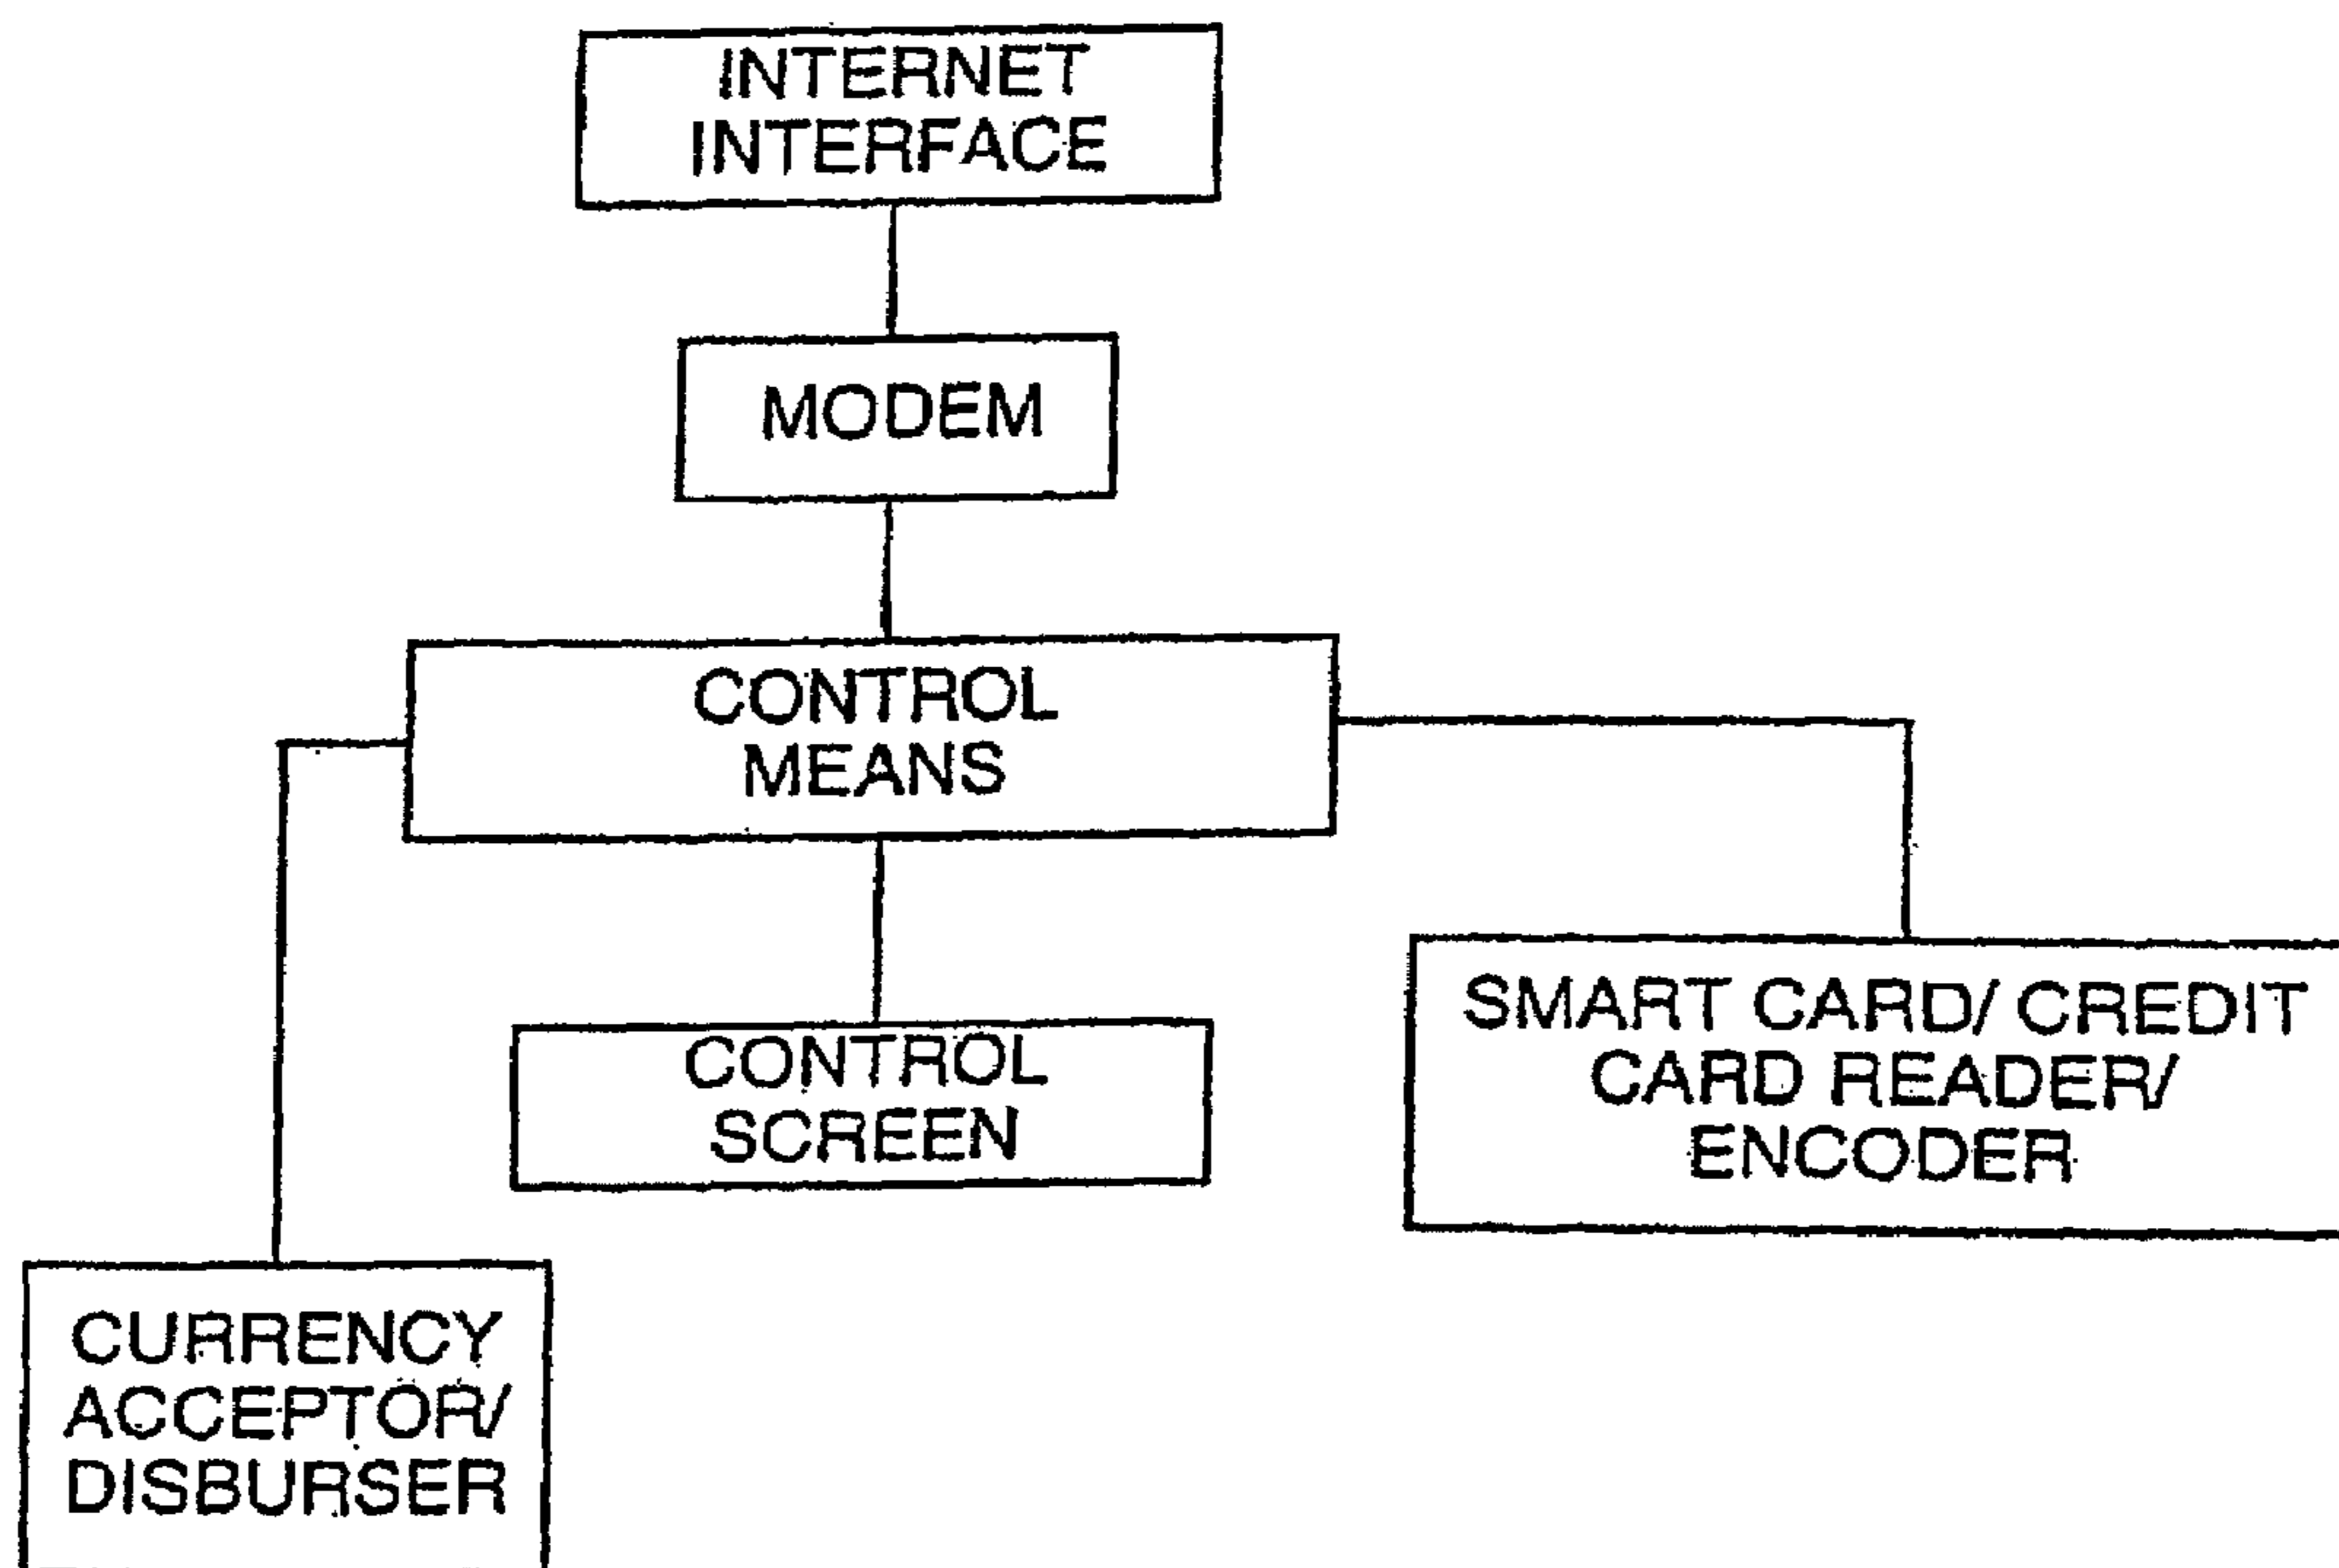 INTERNET
INTERFACE
MODEM
CONTROL
MEANS
CONTROL
SCREEN
SMART CARD/ CREDIT
CARD READER/
ENCODER
CURRENCY
ACCEPTOR/
DISBURSER